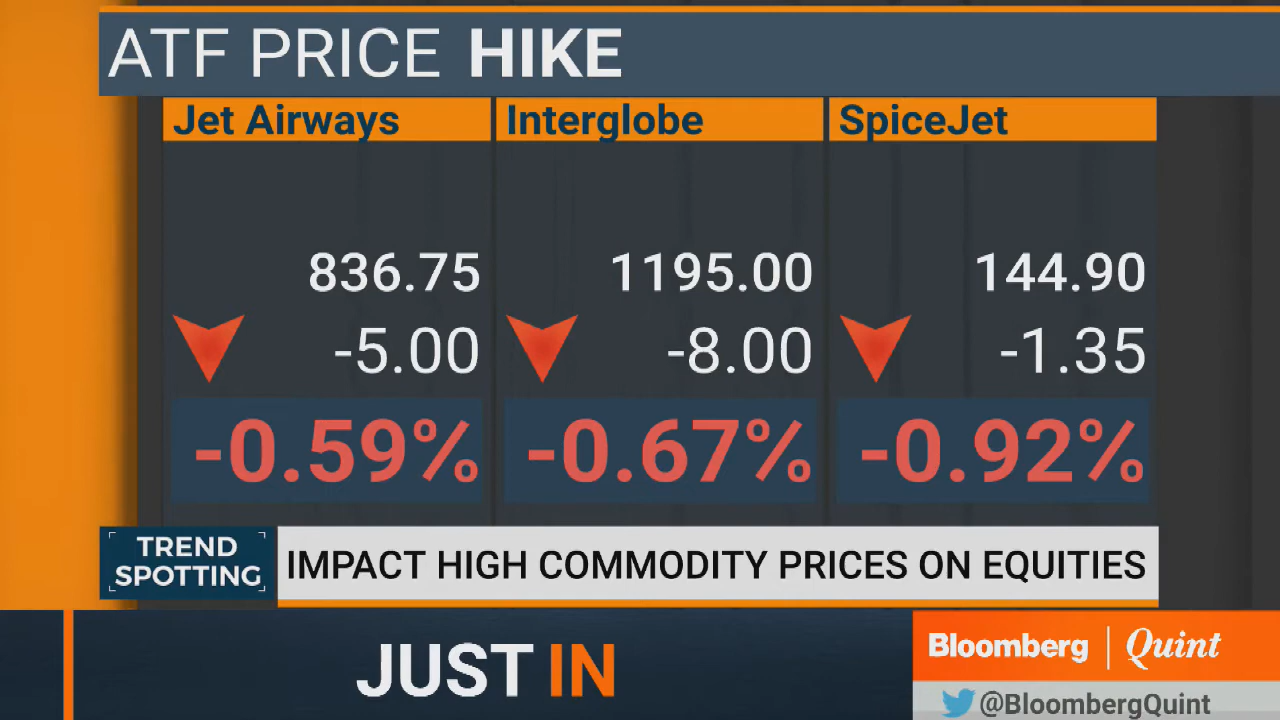 ATF PRICE HIKE
Jet Airways
836.75
-5.00
-0.59%
Interglobe
1195.00
-8.00
-0.67%
SpiceJet
144.90
-1.35
-0.92%
TREND
SPOTTING
IMPACT HIGH COMMODITY PRICES ON EQUITIES
JUST IN
Bloomberg | Quint
@BloombergQuint